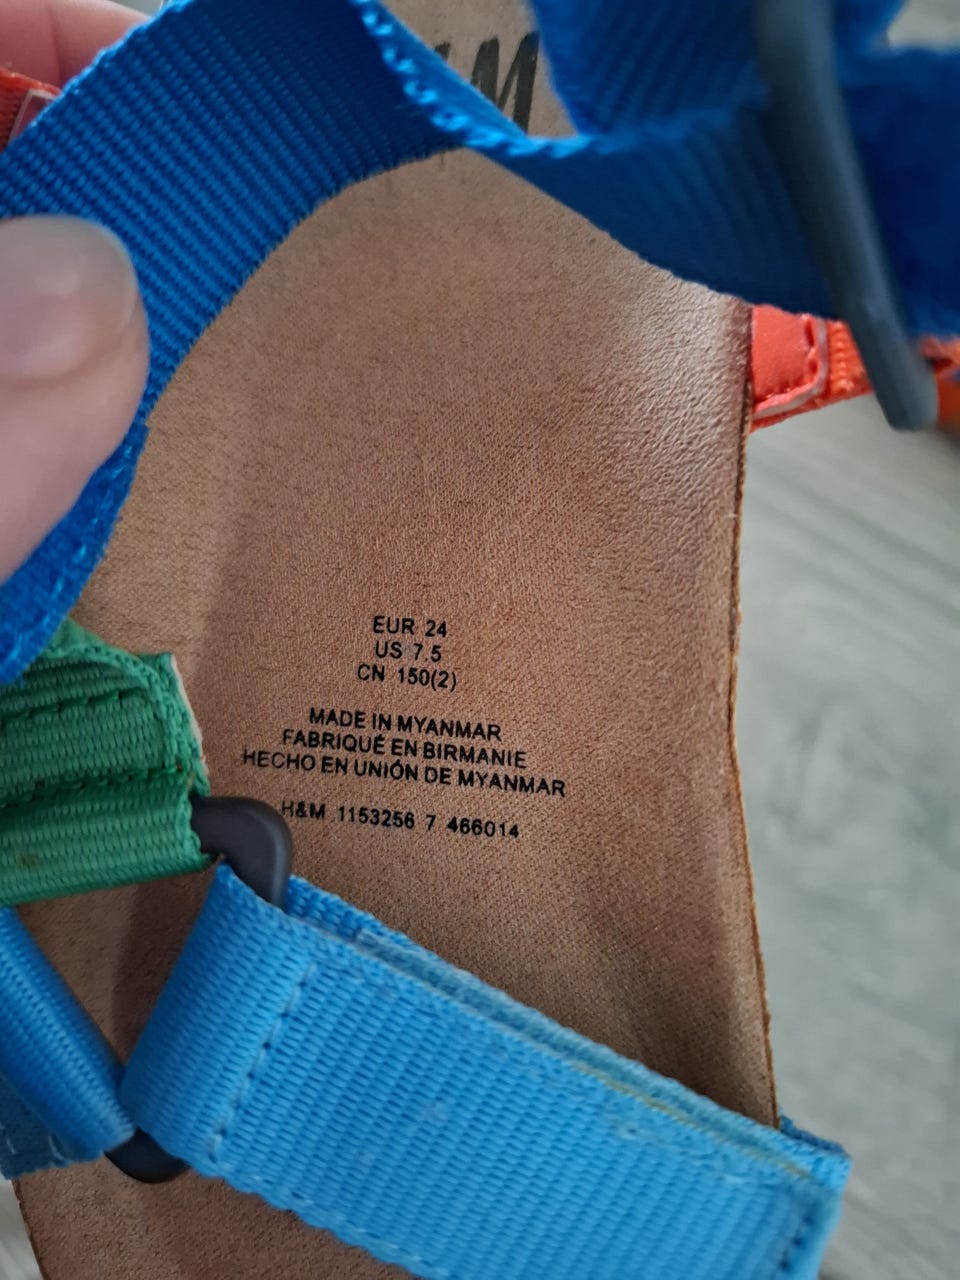 EUR 24
US 7.5
CN 150(2)
MADE IN MYANMAR
FABRIQUÉ EN BIRMANIE
HECHO EN UNIÓN DE MYANMAR
H&M 1153256 7 466014